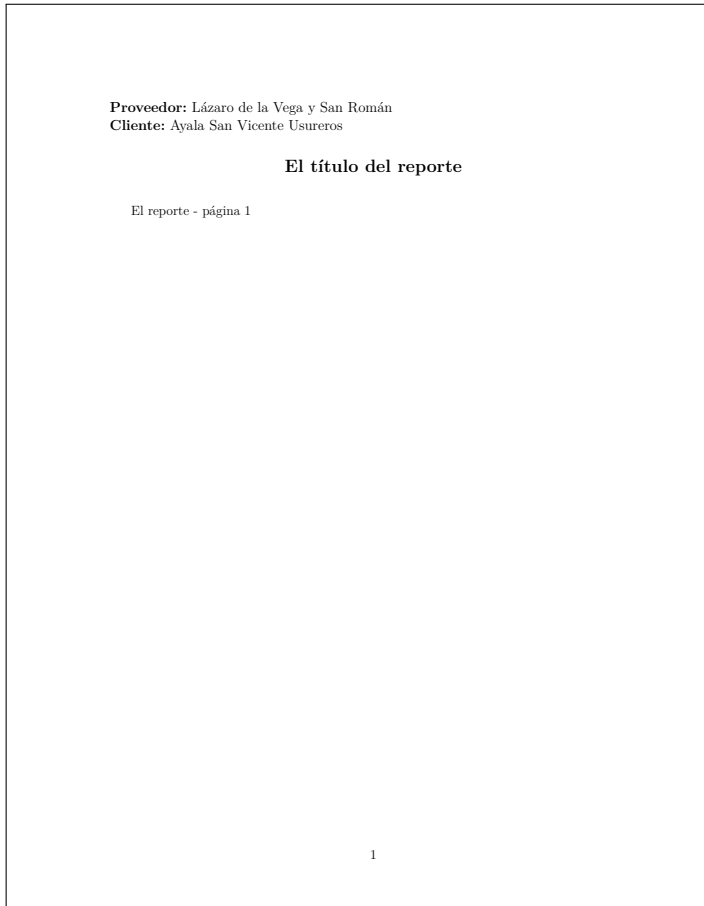 Proveedor: Lázaro de la Vega y San Román
Cliente: Ayala San Vicente Usureros
El título del reporte
El reporte - página 1
1